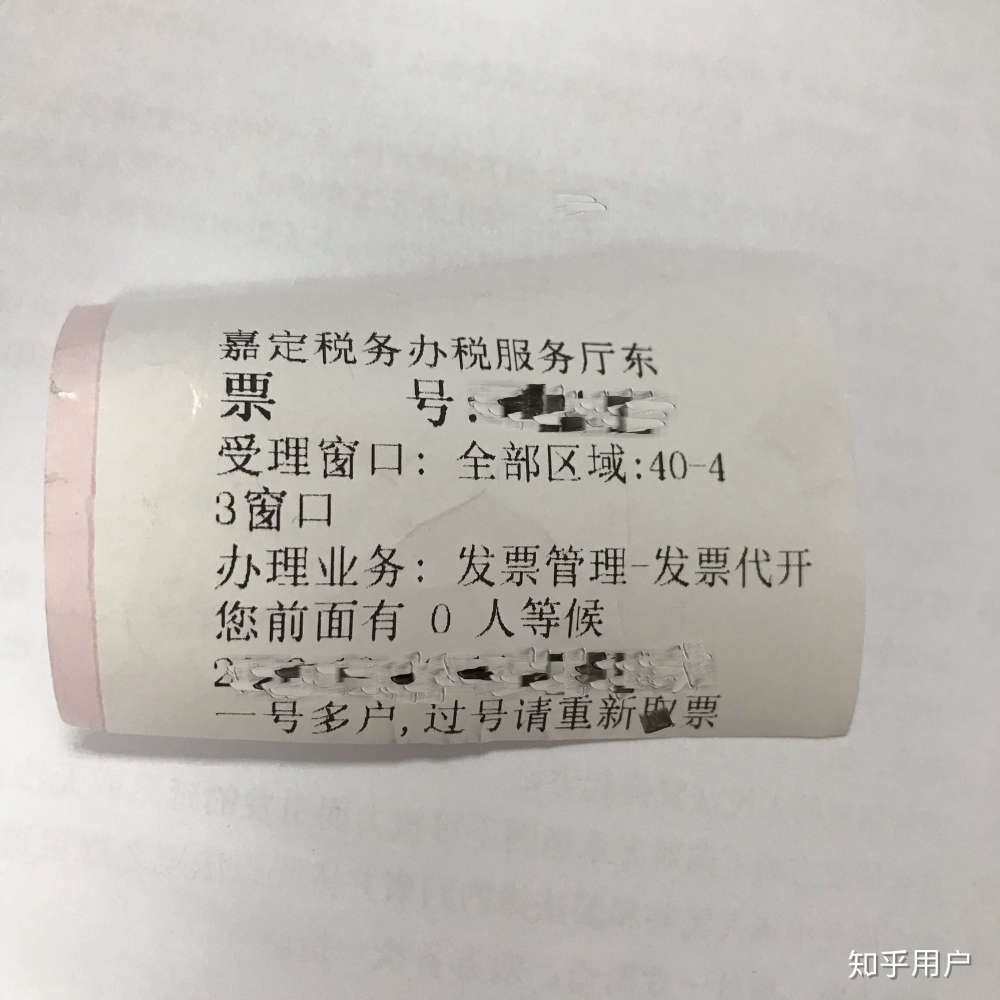 嘉定税务办税服务厅东
票 号:
受理窗口: 全部区域:40-4
3窗口
办理业务: 发票管理-发票代开
您前面有 0 人等候
2
一号多户,过号请重新取票
知乎用户